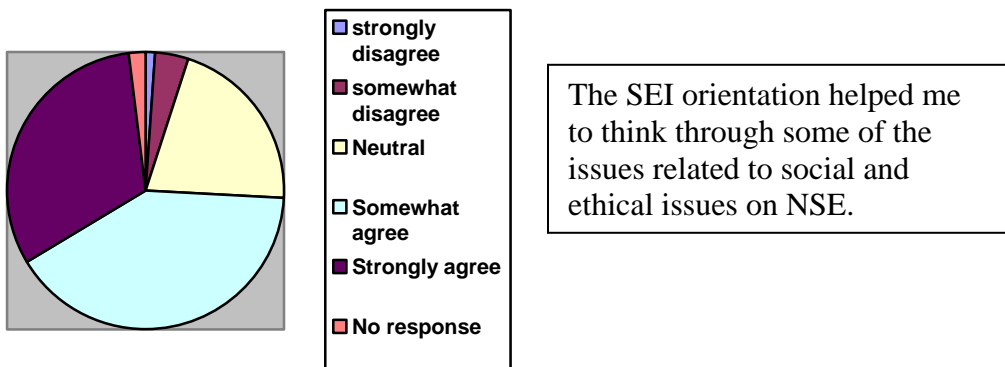 strongly
disagree
somewhat
disagree
Neutral
Somewhat
agree
Strongly agree
No response
The SEI orientation helped me
to think through some of the
issues related to social and
ethical issues on NSE.